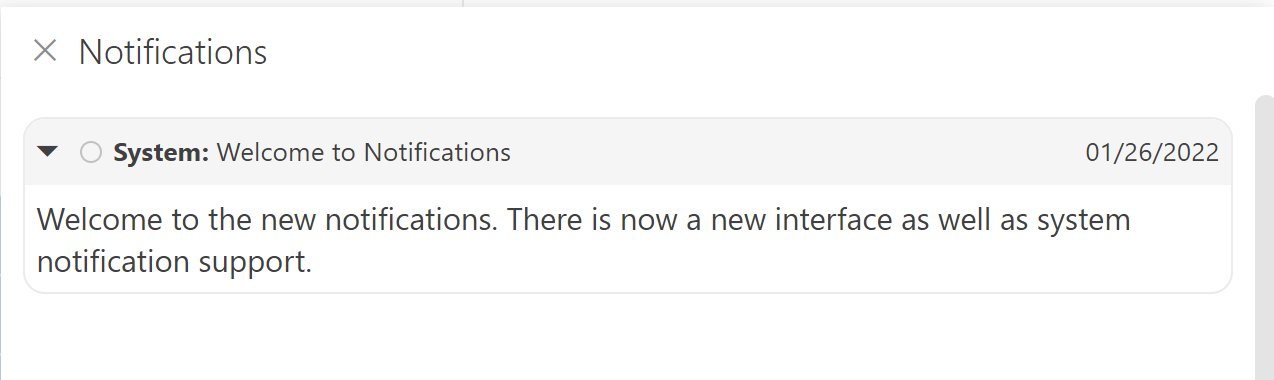 Notifications
System: Welcome to Notifications 01/26/2022
Welcome to the new notifications. There is now a new interface as well as system
notification support.